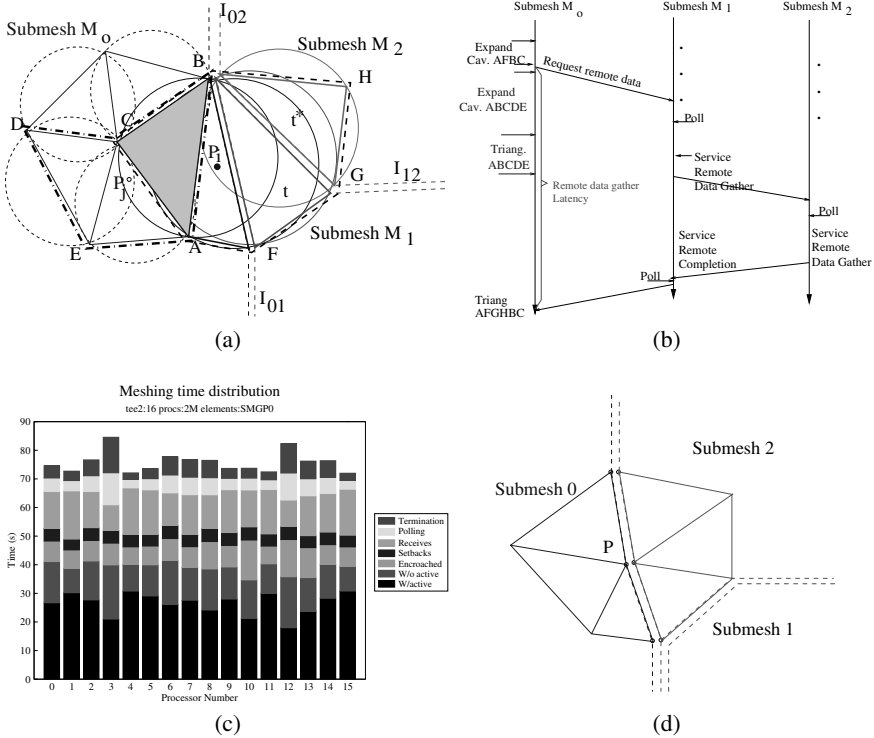 Submesh M o
I 02
Submesh M 2
B
H
D
C
t*
P i
P j °
t
G
I 12
Submesh M 1
E
A
F
I 01
(a)
Submesh M o
Submesh M 1
Submesh M 2
Expand
Cav. AFBC
Request remote data
Expand
Cav. ABCDE
Poll
Triang.
ABCDE
Service
Remote
Data Gather
Remote data gather
Latency
Poll
Service
Remote
Completion
Service
Remote
Data Gather
Poll
Triang
AFGHBC
(b)
Meshing time distribution
tee2:16 procs:2M elements:SMGP0
90
80
70
60
50
40
30
20
10
0
Time (s)
Termination
Polling
Receives
Setbacks
Encroached
W/o active
W/active
0 1 2 3 4 5 6 7 8 9 10 11 12 13 14 15
Processor Number
(c)
Submesh 2
Submesh 0
P
Submesh 1
(d)